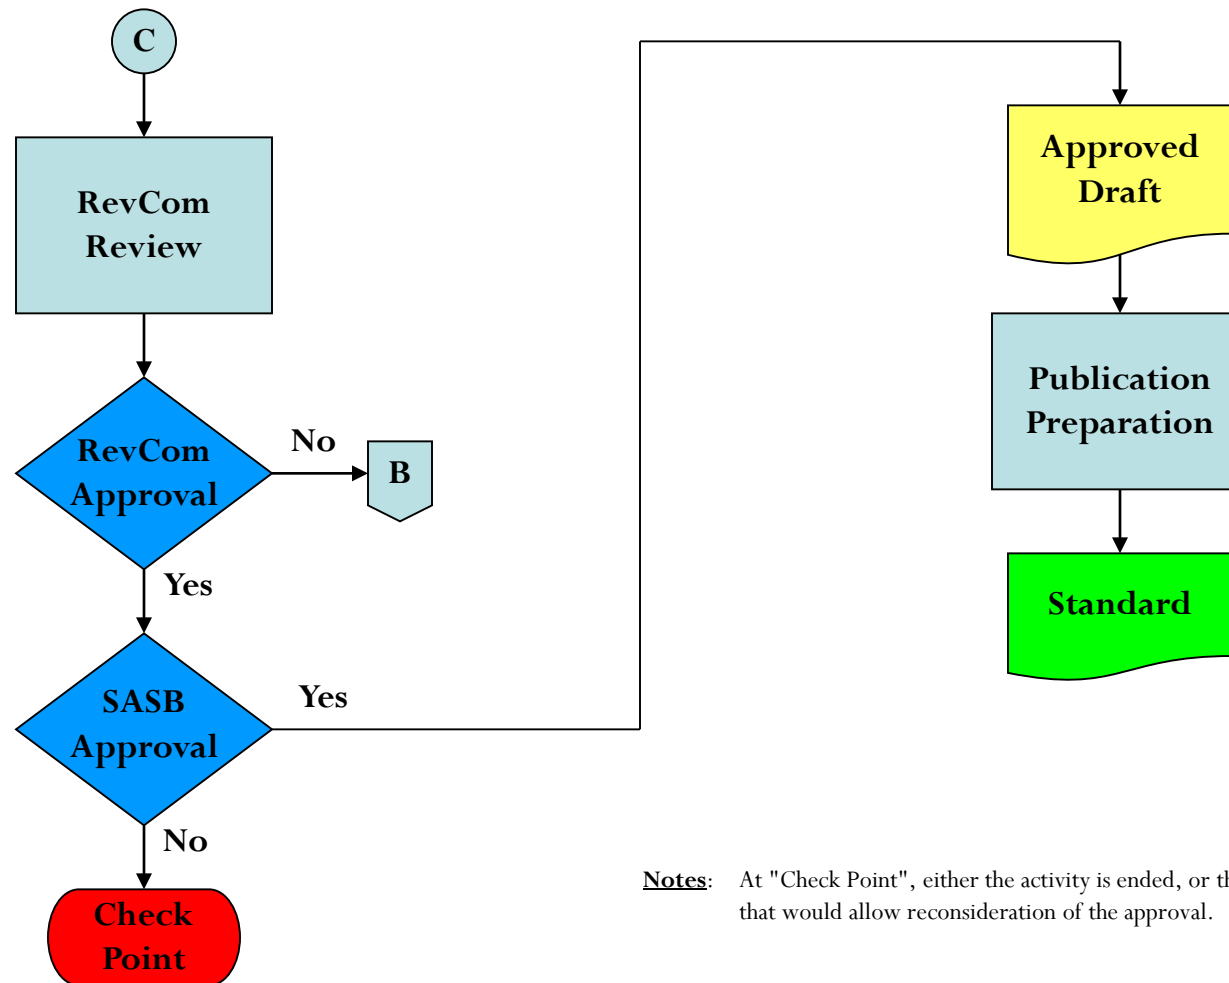 C
RevCom
Review
RevCom
Approval
No
B
Yes
SASB
Approval
Yes
No
Check
Point
Approved
Draft
Publication
Preparation
Standard
Notes: At "Check Point", either the activity is ended, or
that would allow reconsideration of the approval.